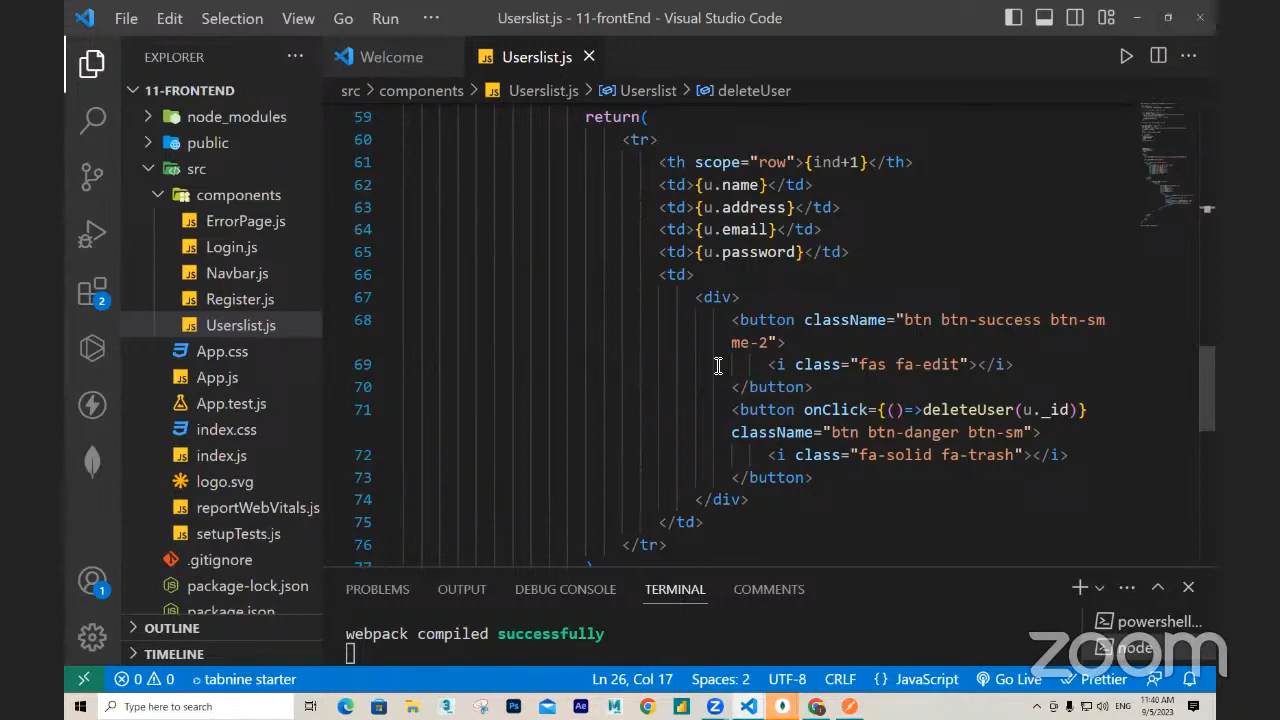 File Edit Selection View Go Run ··· Userslist.js - 11-frontEnd - Visual Studio Code
EXPLORER ···
Welcome Userslist.js
src > components > Userslist.js > Userslist > deleteUser
11-FRONTEND
node_modules
public
src
components
ErrorPage.js
Login.js
Navbar.js
Register.js
Userslist.js
App.css
App.js
App.test.js
index.css
index.js
logo.svg
reportWebVitals.js
setupTests.js
.gitignore
package-lock.json
package.json
OUTLINE
TIMELINE
2
1
59 return(
60 <tr>
61 <th scope="row">{ind+1}</th>
62 <td>{u.name}</td>
63 <td>{u.address}</td>
64 <td>{u.email}</td>
65 <td>{u.password}</td>
66 <td>
67 <div>
68 <button className="btn btn-success btn-sm
me-2">
69 <i class="fas fa-edit"></i>
70 </button>
71 <button onClick={()=>deleteUser(u._id)}
className="btn btn-danger btn-sm">
72 <i class="fa-solid fa-trash"></i>
73 </button>
74 </div>
75 </td>
76 </tr>
77 )
PROBLEMS OUTPUT DEBUG CONSOLE TERMINAL COMMENTS
webpack compiled successfully
powershell...
node
zoom
0 0 tabnine starter Ln 26, Col 17 Spaces: 2 UTF-8 CRLF {} JavaScript Go Live Prettier
Type here to search
11:40 AM
9/5/2023